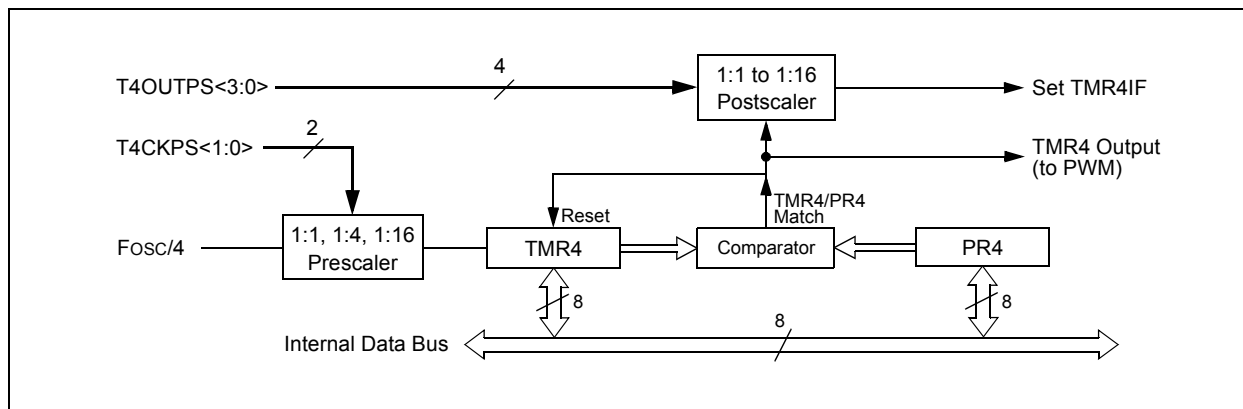 T4OUTPS<3:0>
4
1:1 to 1:16
Postscaler
Set TMR4IF
T4CKPS<1:0>
2
TMR4 Output
(to PWM)
TMR4/PR4
Match
Reset
FOSC/4
1:1, 1:4, 1:16
Prescaler
TMR4
Comparator
PR4
8
8
8
Internal Data Bus